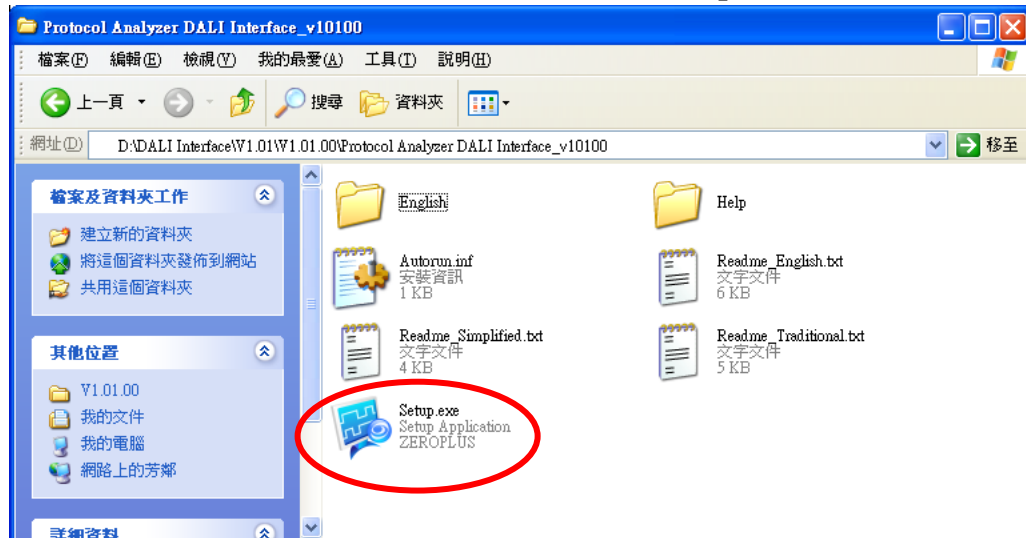 Protocol Analyzer DALI Interface_v10100
檔案(F) 編輯(E) 檢視(V) 我的最愛(A) 工具(T) 說明(H)
上一頁 搜尋 資料夾
網址(D) D:\DALI Interface\V1.01\V1.01.00\Protocol Analyzer DALI Interface_v10100 移至
檔案及資料夾工作
建立新的資料夾
將這個資料夾發佈到網站
共用這個資料夾
其他位置
V1.01.00
我的文件
我的電腦
網路上的芳鄰
詳細資料
English
Help
Autorun.inf
安裝資訊
1 KB
Readme_English.txt
文字文件
6 KB
Readme_Simplified.txt
文字文件
4 KB
Readme_Traditional.txt
文字文件
5 KB
Setup.exe
Setup Application
ZEROPLUS